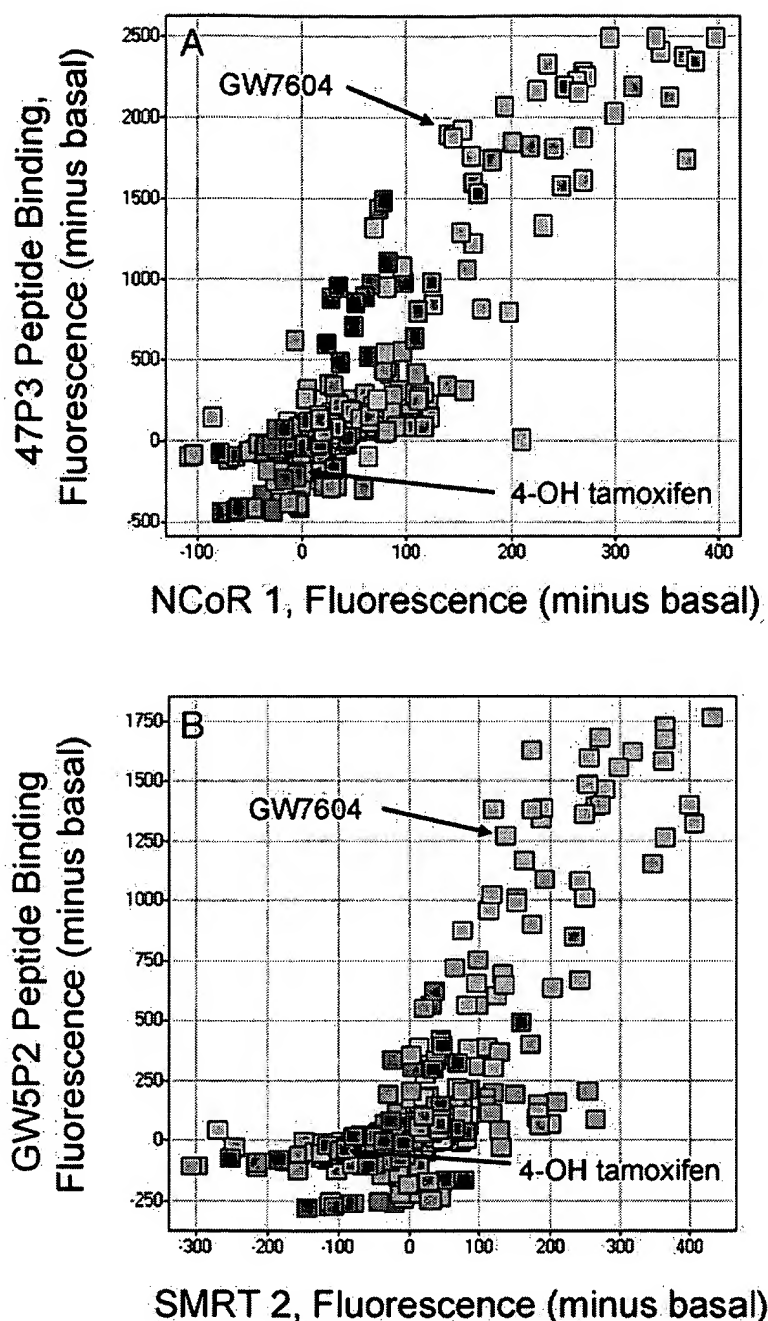 A
47P3 Peptide Binding,
Fluorescence (minus basal)
2500
2000
1500
1000
500
0
-500
GW7604
4-OH tamoxifen
-100 0 100 200 300 400
NCoR 1, Fluorescence (minus basal)
B
GW5P2 Peptide Binding
Fluorescence (minus basal)
1750
1500
1250
1000
750
500
250
0
-250
GW7604
4-OH tamoxifen
-300 -200 -100 0 100 200 300 400
SMRT 2, Fluorescence (minus basal)